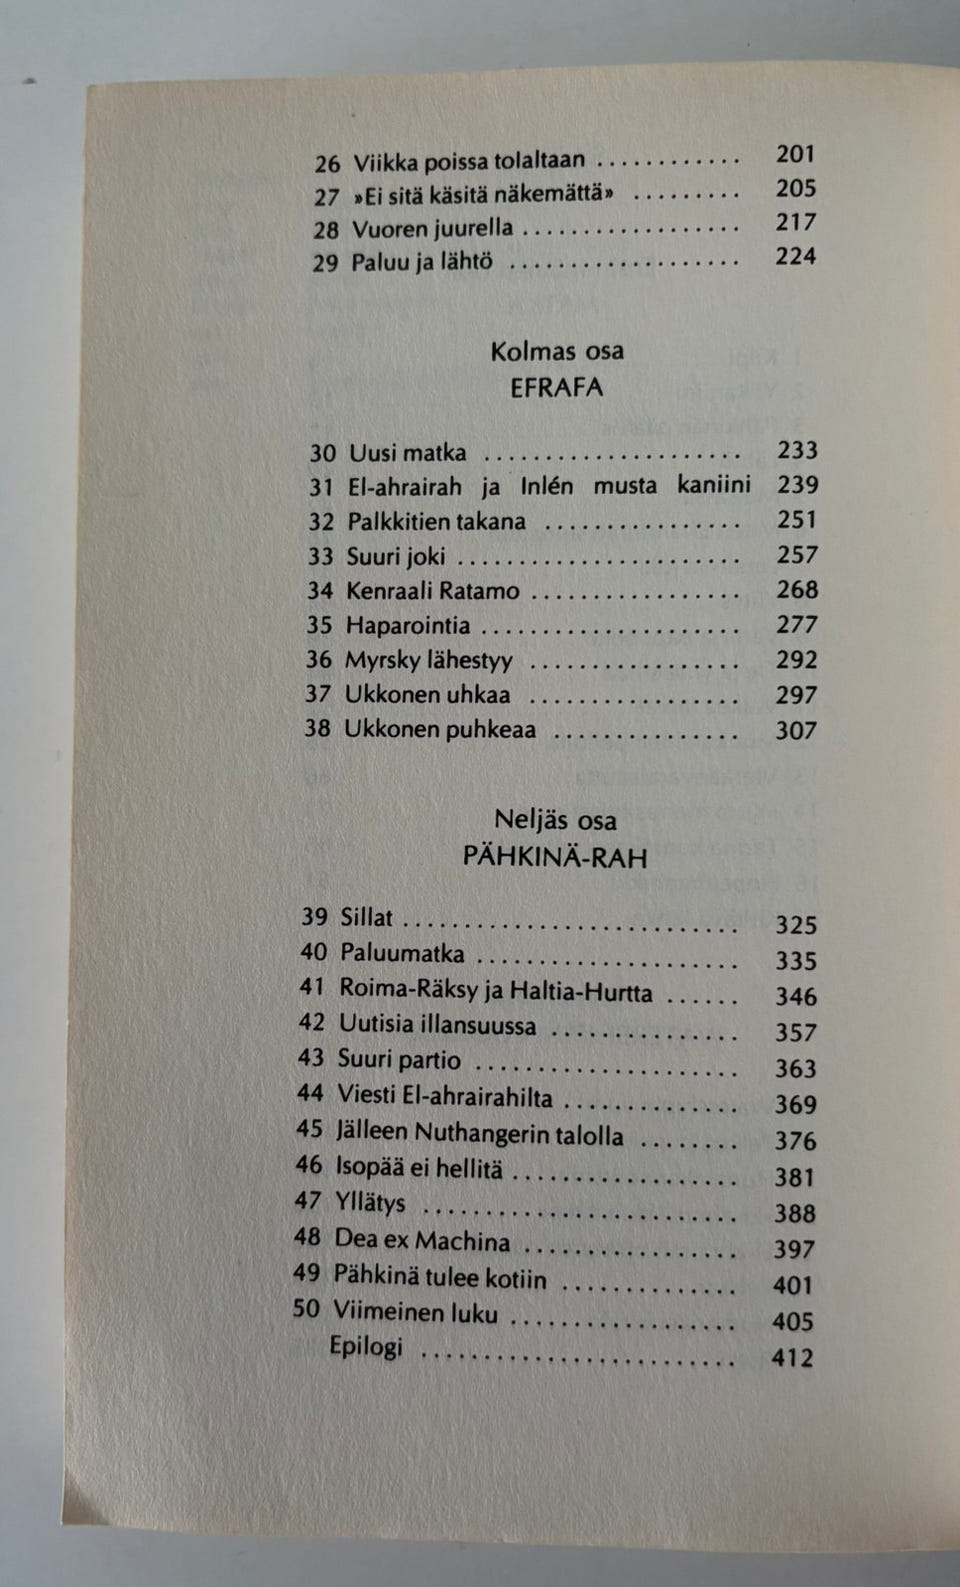 26 Viikka poissa tolaltaan ............ 201
27 »Ei sitä käsitä näkemättä» ......... 205
28 Vuoren juurella .................. 217
29 Paluu ja lähtö ................... 224
Kolmas osa
EFRAFA
30 Uusi matka ..................... 233
31 El-ahrairah ja Inlén musta kaniini 239
32 Palkkitien takana ................ 251
33 Suuri joki ....................... 257
34 Kenraali Ratamo ................. 268
35 Haparointia ..................... 277
36 Myrsky lähestyy ................. 292
37 Ukkonen uhkaa ................. 297
38 Ukkonen puhkeaa ............... 307
Neljäs osa
PÄHKINÄ-RAH
39 Sillat ........................... 325
40 Paluumatka ..................... 335
41 Roima-Räksy ja Haltia-Hurtta ...... 346
42 Uutisia illansuussa ............... 357
43 Suuri partio ..................... 363
44 Viesti El-ahrairahilta .............. 369
45 Jälleen Nuthangerin talolla ........ 376
46 Isopää ei hellitä .................. 381
47 Yllätys ......................... 388
48 Dea ex Machina ................. 397
49 Pähkinä tulee kotiin .............. 401
50 Viimeinen luku .................. 405
Epilogi ......................... 412